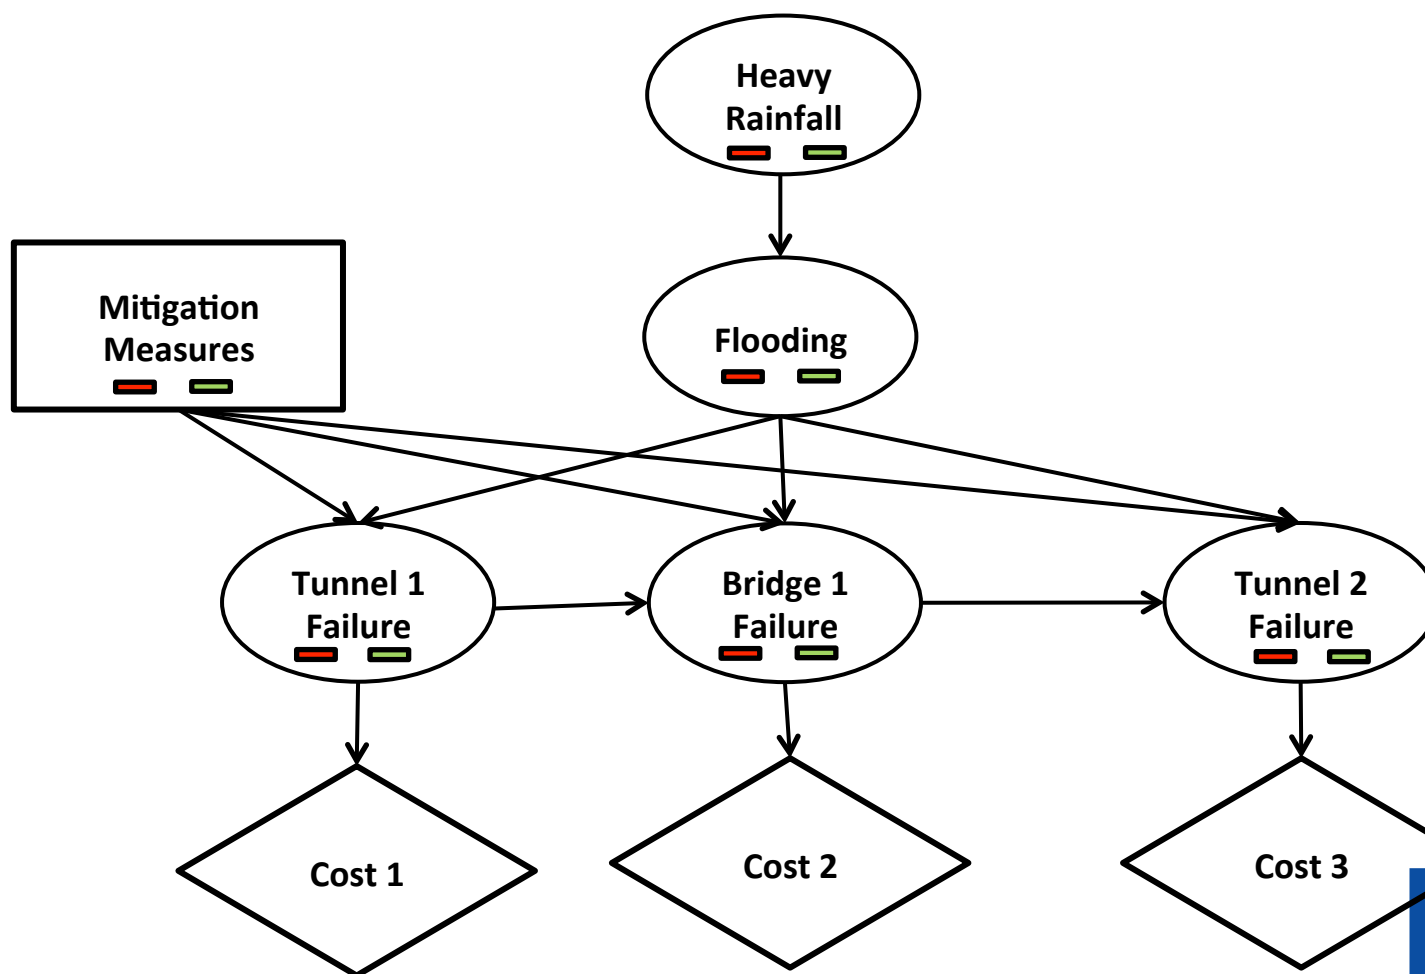 Heavy
Rainfall
Mitigation
Measures
Flooding
Tunnel 1
Failure
Bridge 1
Failure
Tunnel 2
Failure
Cost 1
Cost 2
Cost 3